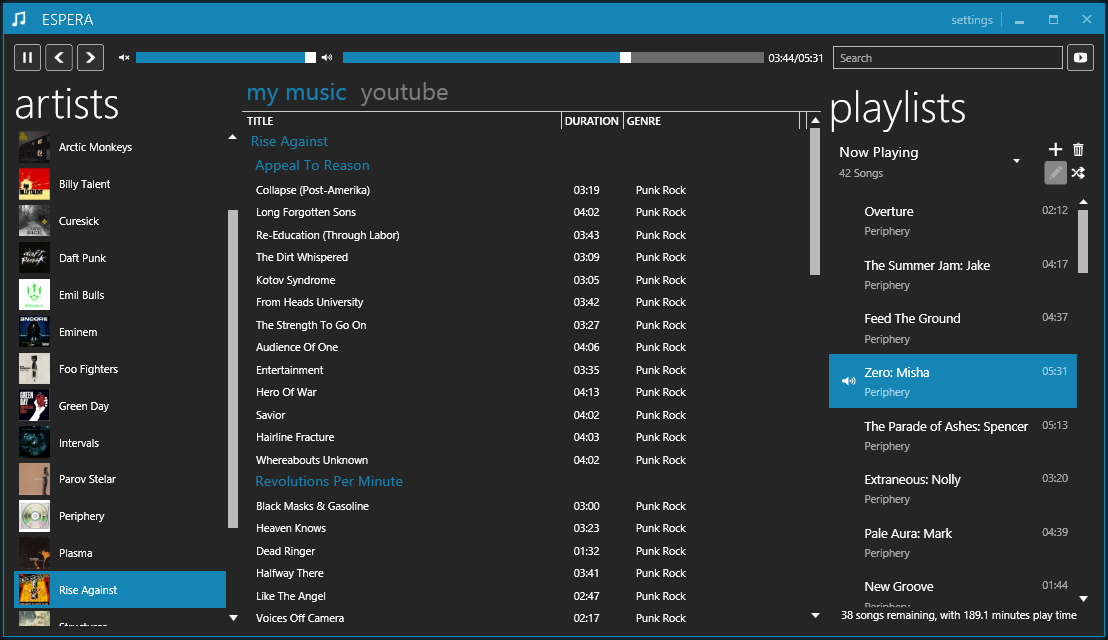 ESPERA
settings
03:44/05:31
Search
artists
Arctic Monkeys
Billy Talent
Curesick
Daft Punk
Emil Bulls
Eminem
Foo Fighters
Green Day
Intervals
Parov Stelar
Periphery
Plasma
Rise Against
Structures
my music youtube
TITLE DURATION GENRE
Rise Against
Appeal To Reason
Collapse (Post-Amerika) 03:19 Punk Rock
Long Forgotten Sons 04:02 Punk Rock
Re-Education (Through Labor) 03:43 Punk Rock
The Dirt Whispered 03:09 Punk Rock
Kotov Syndrome 03:05 Punk Rock
From Heads University 03:42 Punk Rock
The Strength To Go On 03:27 Punk Rock
Audience Of One 04:06 Punk Rock
Entertainment 03:35 Punk Rock
Hero Of War 04:13 Punk Rock
Savior 04:02 Punk Rock
Hairline Fracture 04:03 Punk Rock
Whereabouts Unknown 04:02 Punk Rock
Revolutions Per Minute
Black Masks & Gasoline 03:00 Punk Rock
Heaven Knows 03:23 Punk Rock
Dead Ringer 01:32 Punk Rock
Halfway There 03:41 Punk Rock
Like The Angel 02:47 Punk Rock
Voices Off Camera 02:17 Punk Rock
playlists
Now Playing
42 Songs
Overture 02:12
Periphery
The Summer Jam: Jake 04:17
Periphery
Feed The Ground 04:37
Periphery
Zero: Misha 05:31
Periphery
The Parade of Ashes: Spencer 05:13
Periphery
Extraneous: Nolly 03:20
Periphery
Pale Aura: Mark 04:39
Periphery
New Groove 01:44
Periphery
38 songs remaining, with 189.1 minutes play time